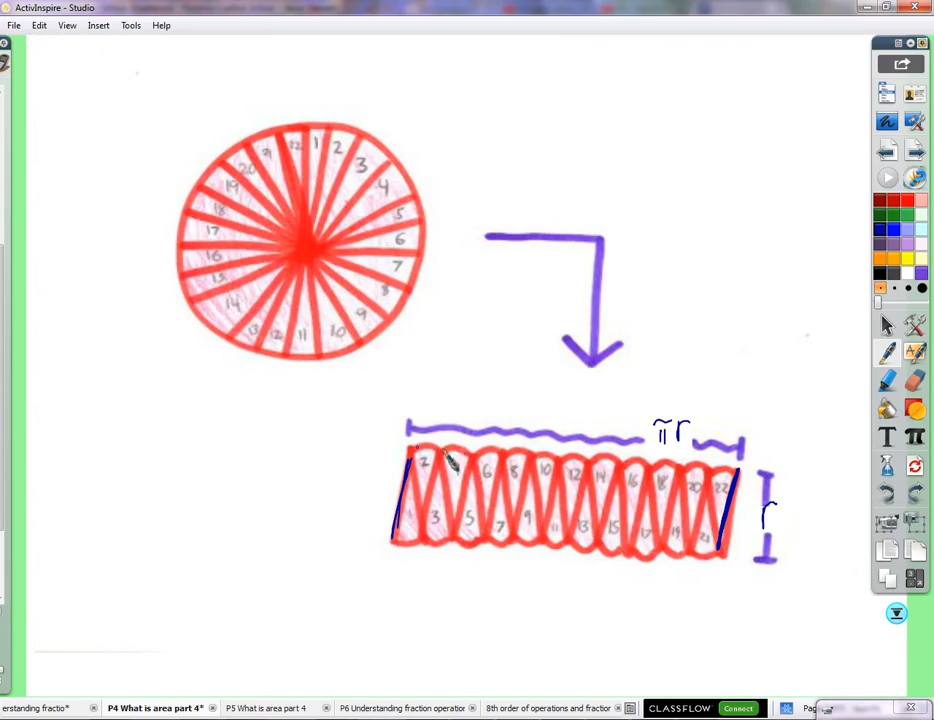 ActivInspire - Studio
File Edit View Insert Tools Help
22 1 2
21 3
20 4
19 5
18 6
17 7
16 8
15 9
14 10
13 12 11
πr
2 6 8 10 12 14 16 18 20 22
3 5 7 9 11 13 15 17 19 21
r
T π
erstanding fractio* P4 What is area part 4* P5 What is area part 4 P6 Understanding fraction operation 8th order of operations and fraction CLASSFLOW Connect Pag